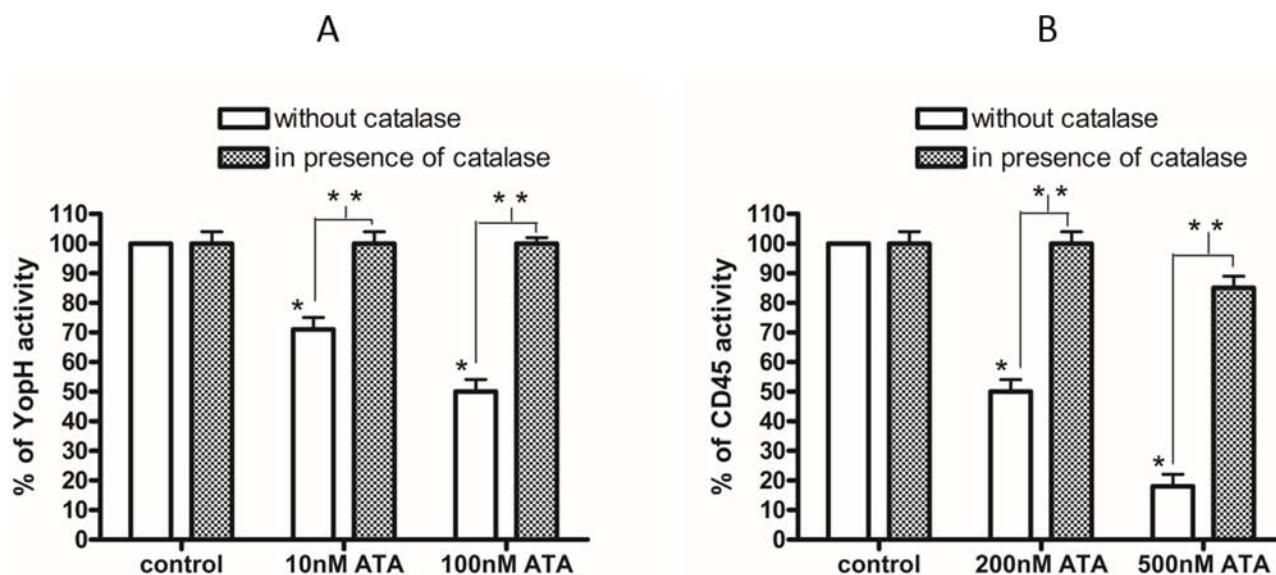 A
without catalase
in presence of catalase
* *
* *
*
*
% of YopH activity
110
100
90
80
70
60
50
40
30
20
10
0
control
10nM ATA
100nM ATA
B
without catalase
in presence of catalase
* *
* *
*
*
% of CD45 activity
110
100
90
80
70
60
50
40
30
20
10
0
control
200nM ATA
500nM ATA